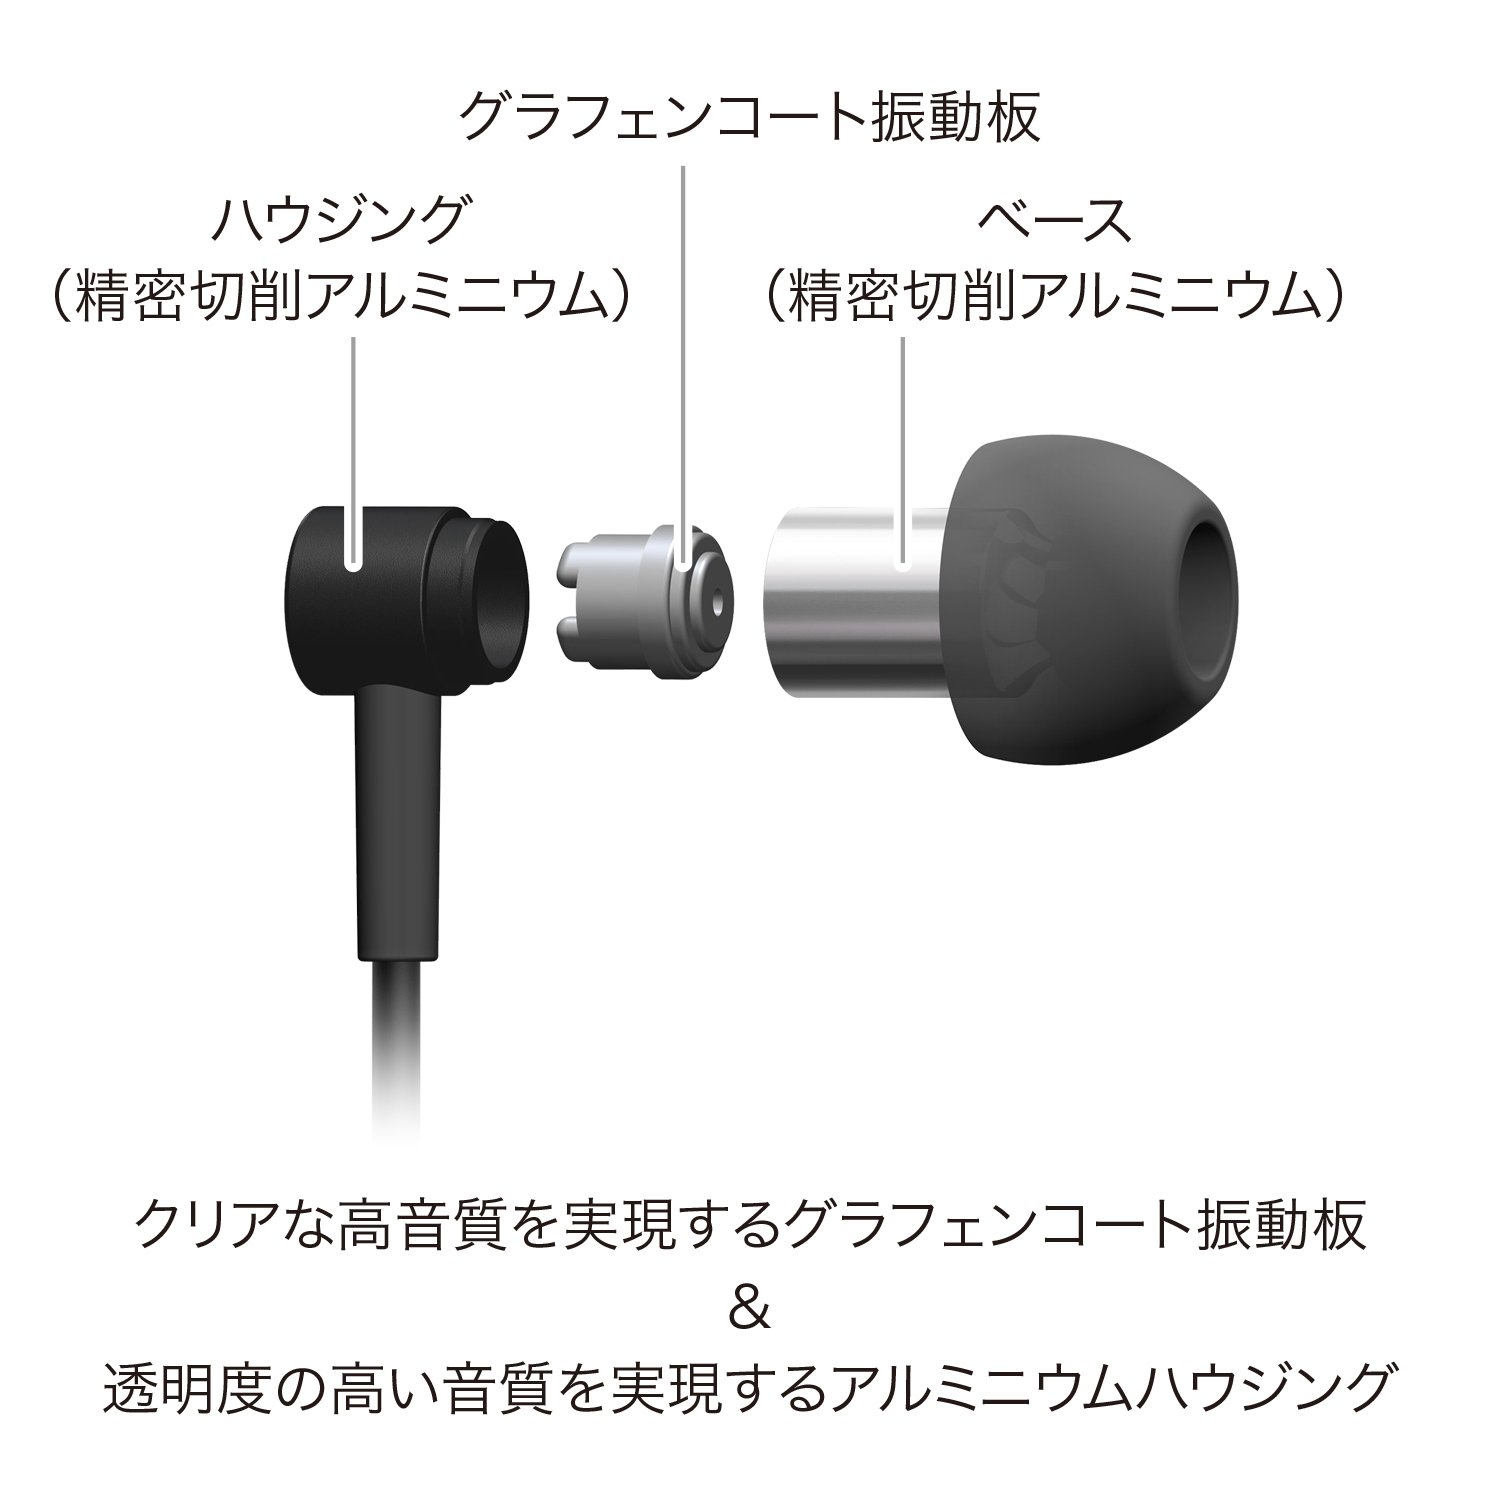 グラフェンコート振動板
ハウジング
（精密切削アルミニウム）
ベース
（精密切削アルミニウム）
クリアな高音質を実現するグラフェンコート振動板
&
透明度の高い音質を実現するアルミニウムハウジング